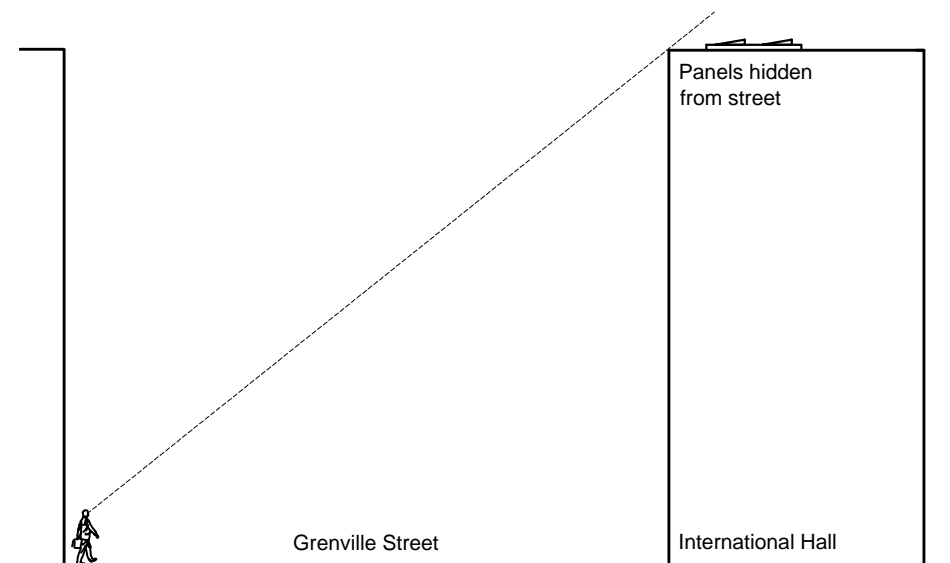 Panels hidden
from street
Grenville Street
International Hall